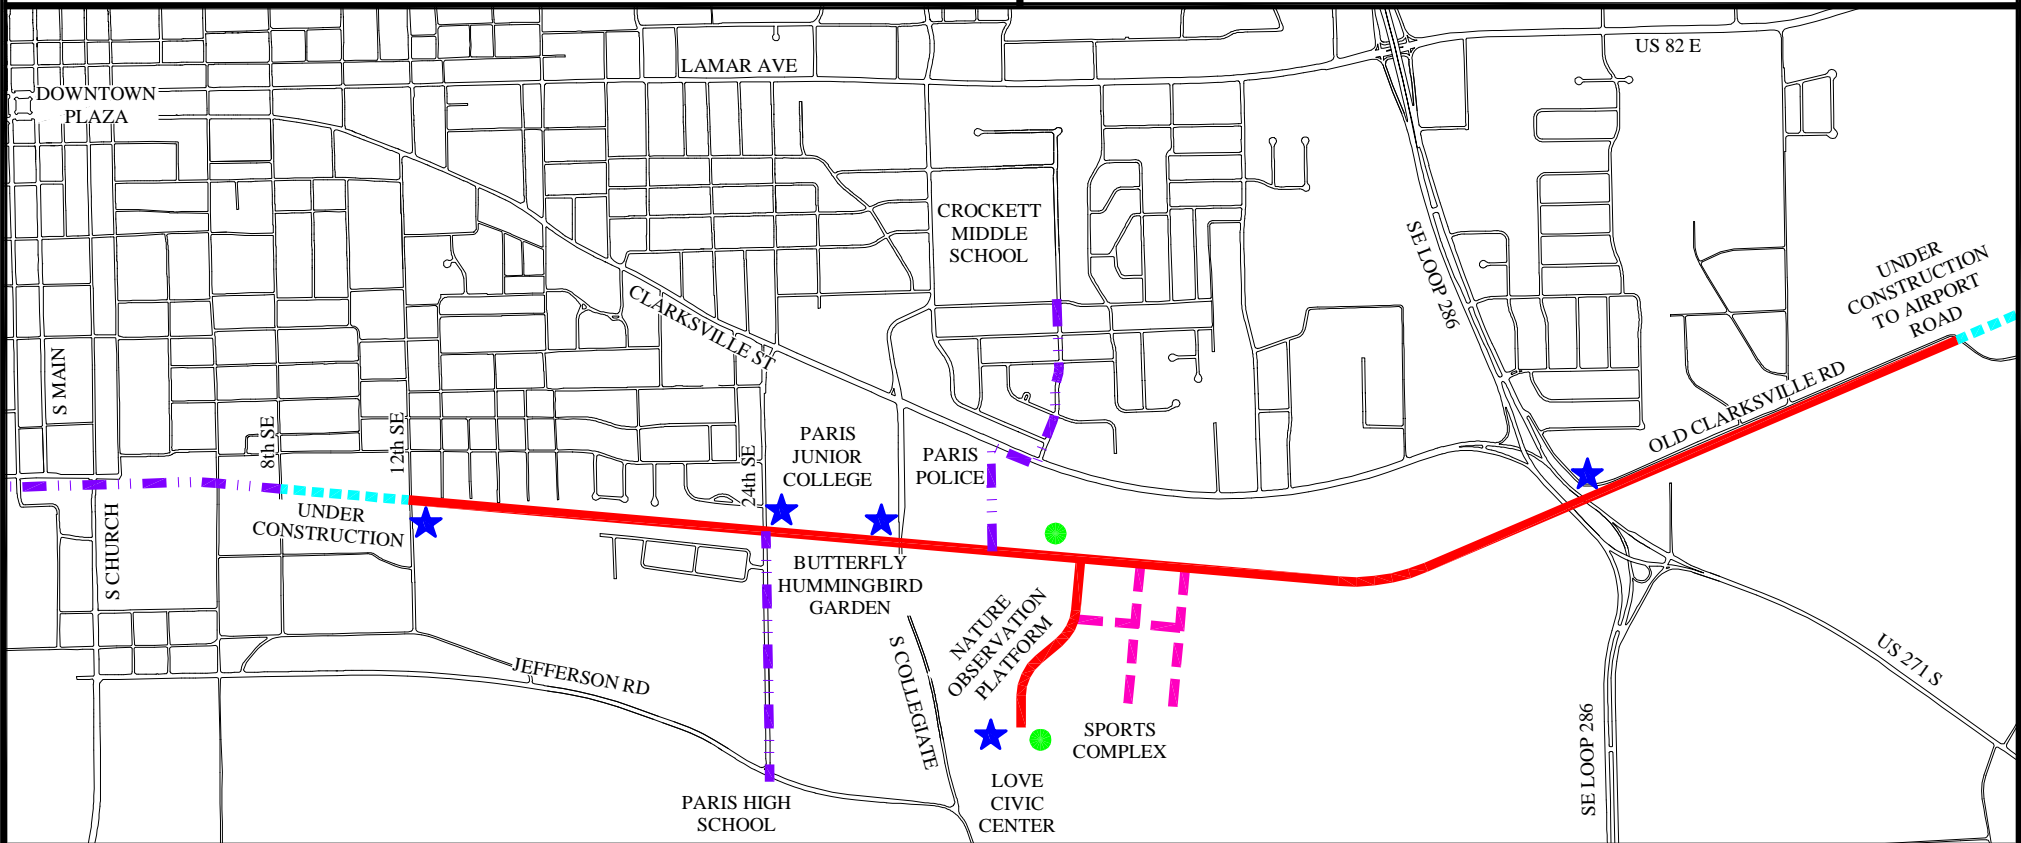 US 82 E
LAMAR AVE
DOWNTOWN
PLAZA
CROCKETT
MIDDLE
SCHOOL
SE LOOP 286
UNDER
CONSTRUCTION
TO AIRPORT
ROAD
CLARKSVILLE ST
S MAIN
OLD CLARKSVILLE RD
8th SE
12th SE
24th SE
PARIS
JUNIOR
COLLEGE
PARIS
POLICE
UNDER
CONSTRUCTION
S CHURCH
BUTTERFLY
HUMMINGBIRD
GARDEN
NATURE
OBSERVATION
PLATFORM
S COLLEGIATE
JEFFERSON RD
US 271 S
SPORTS
COMPLEX
SE LOOP 286
LOVE
CIVIC
CENTER
PARIS HIGH
SCHOOL